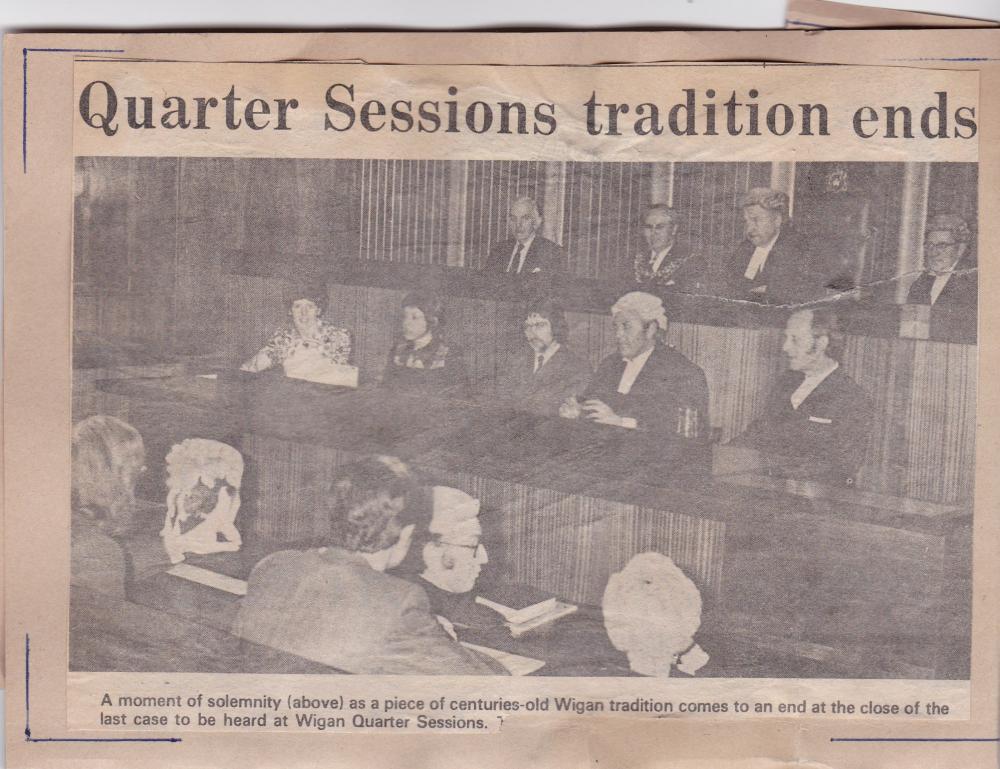 Quarter Sessions tradition ends
A moment of solemnity (above) as a piece of centuries-old Wigan tradition comes to an end at the close of the
last case to be heard at Wigan Quarter Sessions.